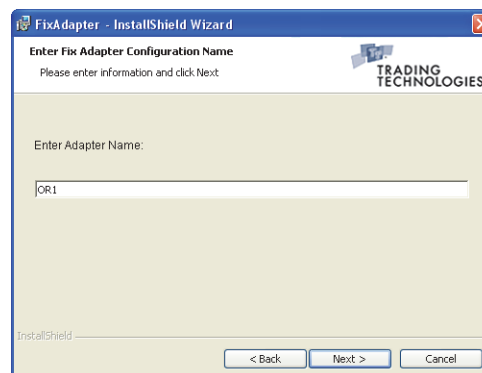 FixAdapter - InstallShield Wizard
Enter Fix Adapter Configuration Name
Please enter information and click Next
TRADING
TECHNOLOGIES
Enter Adapter Name:
OR1
InstallShield
< Back
Next >
Cancel